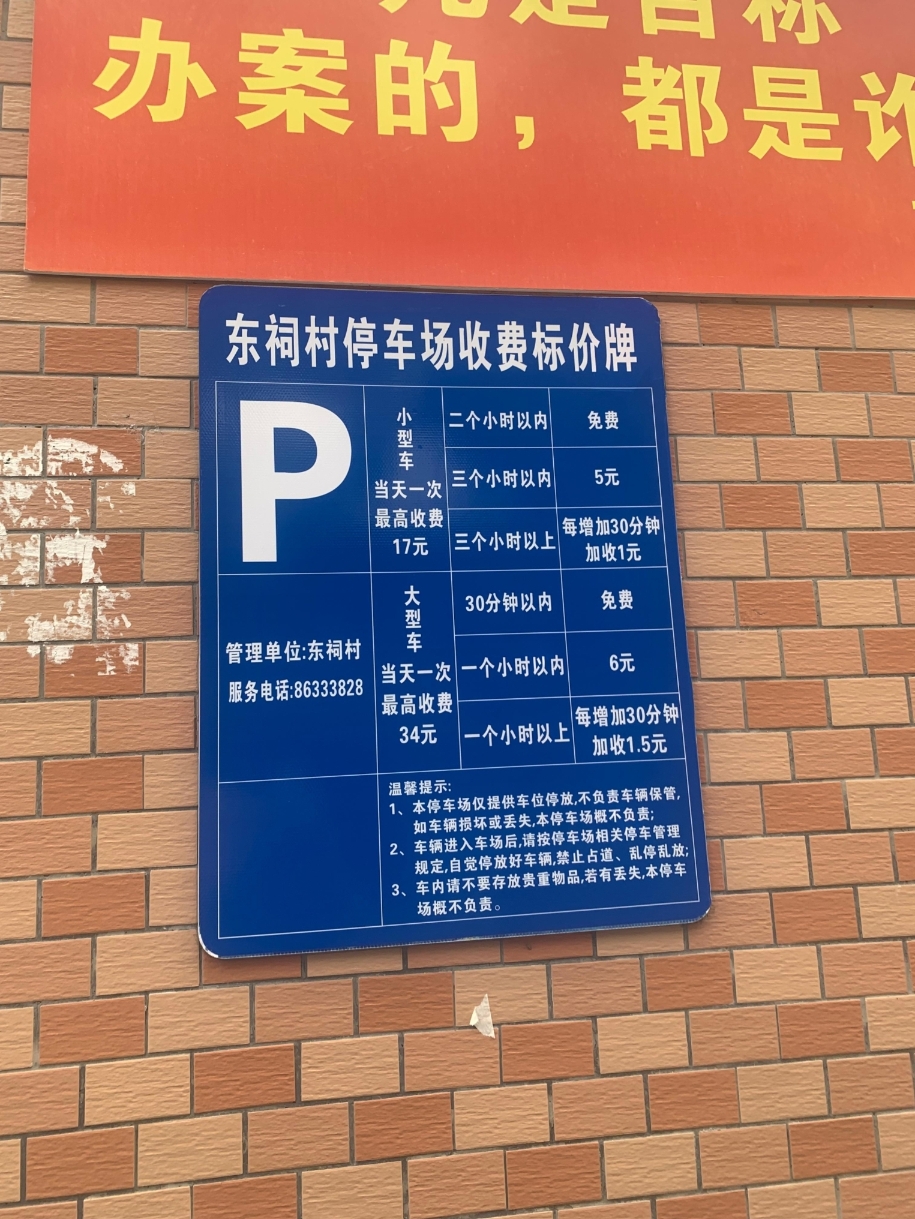 是目标
办案的，都是
东祠村停车场收费标价牌
P
小型车
当天一次
最高收费
17元
二个小时以内 免费
三个小时以内 5元
三个小时以上 每增加30分钟
加收1元
管理单位:东祠村
服务电话:86333828
大型车
当天一次
最高收费
34元
30分钟以内 免费
一个小时以内 6元
一个小时以上 每增加30分钟
加收1.5元
温馨提示:
1、本停车场仅提供车位停放,不负责车辆保管,
如车辆损坏或丢失,本停车场概不负责;
2、车辆进入车场后,请按停车场相关停车管理
规定,自觉停放好车辆,禁止占道、乱停乱放;
3、车内请不要存放贵重物品,若有丢失,本停车
场概不负责。